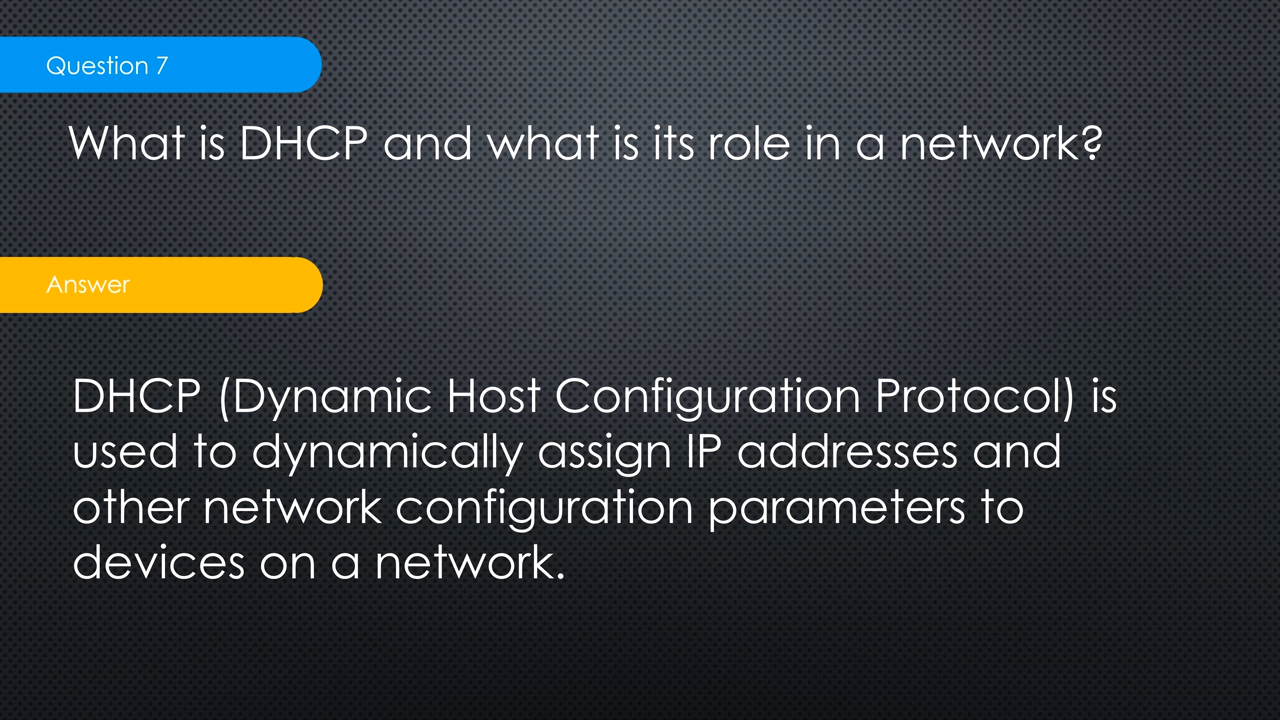 Question 7
What is DHCP and what is its role in a network?
Answer
DHCP (Dynamic Host Configuration Protocol) is
used to dynamically assign IP addresses and
other network configuration parameters to
devices on a network.